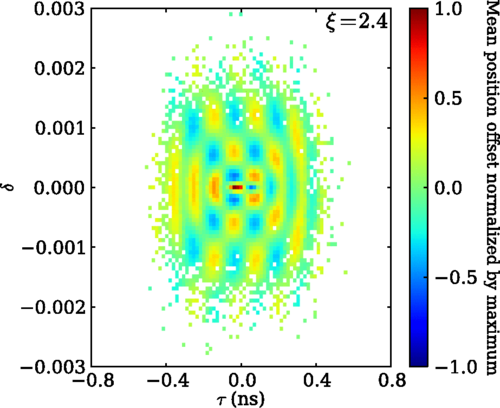 ξ=2.4
0.003
0.002
0.001
0.000
−0.001
−0.002
−0.003
δ
−0.8 −0.4 0.0 0.4 0.8
τ (ns)
1.0
0.5
0.0
−0.5
−1.0
Mean position offset normalized by maximum